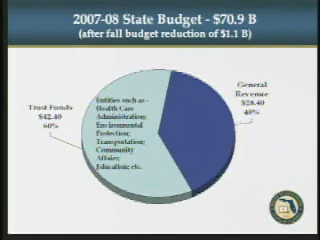 2007-08 State Budget - $70.9 B
(after fall budget reduction of $1.1 B)
Trust Funds
$42.40
60%
Entities such as -
Health Care
Administration;
Environmental
Protection;
Transportation;
Community
Affairs;
Education; etc.
General
Revenue
$28.40
40%